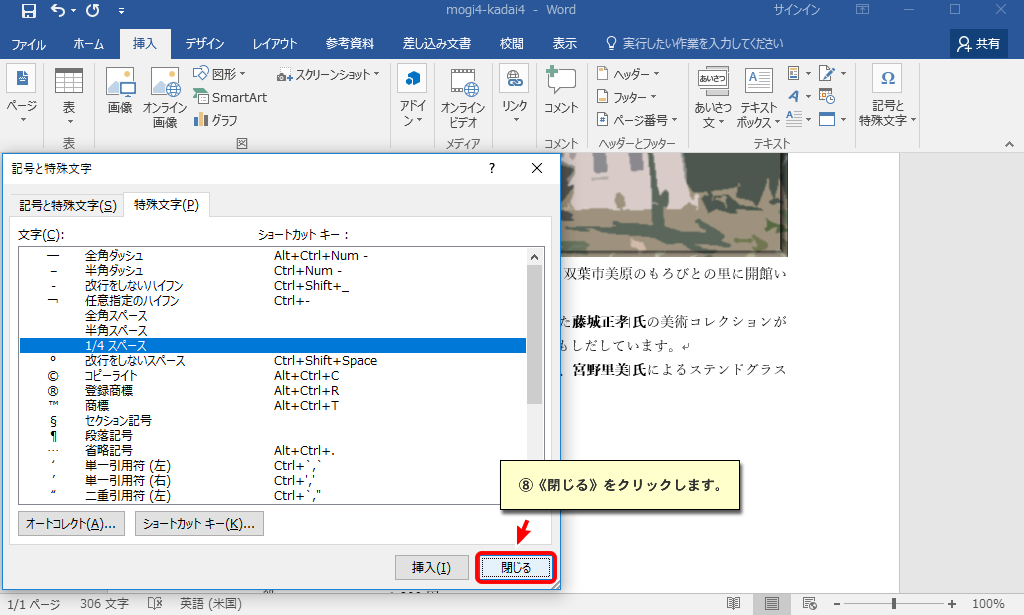 mogi4-kadai4 - Word
サインイン
ファイル ホーム 挿入 デザイン レイアウト 参考資料 差し込み文書 校閲 表示 実行したい作業を入力してください 共有
ページ
表
画像
オンライン
画像
図形
SmartArt
グラフ
スクリーンショット
アドイ
ン
オンライン
ビデオ
リンク
コメント
ヘッダー
フッター
ページ番号
あいさつ
あいさつ
文
テキスト
ボックス
記号と
特殊文字
表
図
メディア
コメント
ヘッダーとフッター
テキスト
記号と特殊文字
記号と特殊文字(S) 特殊文字(P)
文字(C): ショートカット キー:
— 全角ダッシュ Alt+Ctrl+Num -
– 半角ダッシュ Ctrl+Num -
- 改行をしないハイフン Ctrl+Shift+_
¬ 任意指定のハイフン Ctrl+-
全角スペース
半角スペース
1/4 スペース
° 改行をしないスペース Ctrl+Shift+Space
© コピーライト Alt+Ctrl+C
® 登録商標 Alt+Ctrl+R
™ 商標 Alt+Ctrl+T
§ セクション記号
¶ 段落記号
… 省略記号 Alt+Ctrl+.
‘ 単一引用符 (左) Ctrl+`,`
’ 単一引用符 (右) Ctrl+','
“ 二重引用符 (左) Ctrl+`,"
オートコレクト(A)... ショートカット キー(K)...
挿入(I) 閉じる
双葉市美原のもろびとの里に開館い
た藤城正孝 氏の美術コレクションが
もしだしています。
、宮野里美 氏によるステンドグラス
⑧《閉じる》をクリックします。
1/1 ページ 306 文字 英語 (米国) 100%